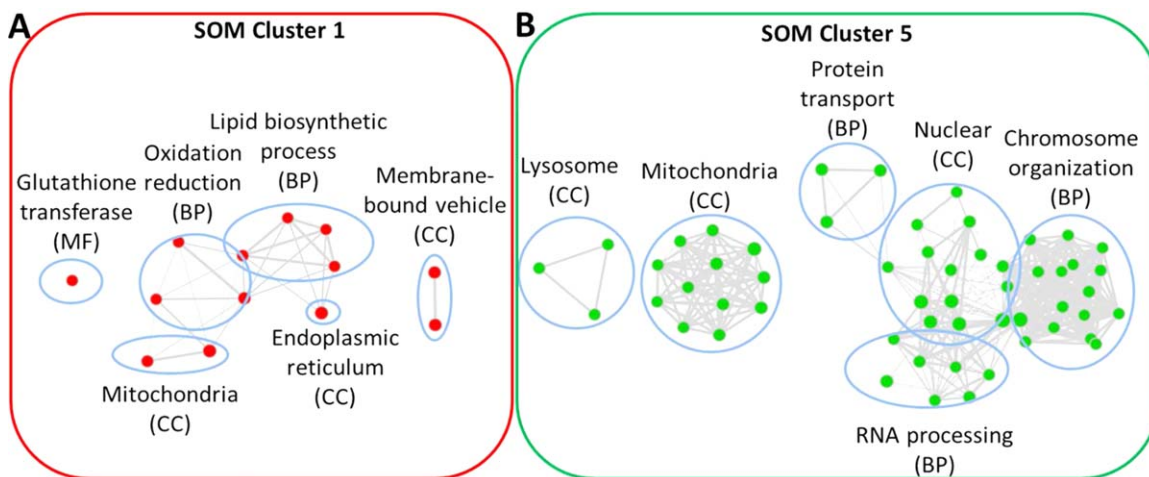 A
SOM Cluster 1
Glutathione
transferase
(MF)
Oxidation
reduction
(BP)
Lipid biosynthetic
process
(BP)
Membrane-
bound vehicle
(CC)
Mitochondria
(CC)
Endoplasmic
reticulum
(CC)
B
SOM Cluster 5
Lysosome
(CC)
Mitochondria
(CC)
Protein
transport
(BP)
Nuclear
(CC)
Chromosome
organization
(BP)
RNA processing
(BP)